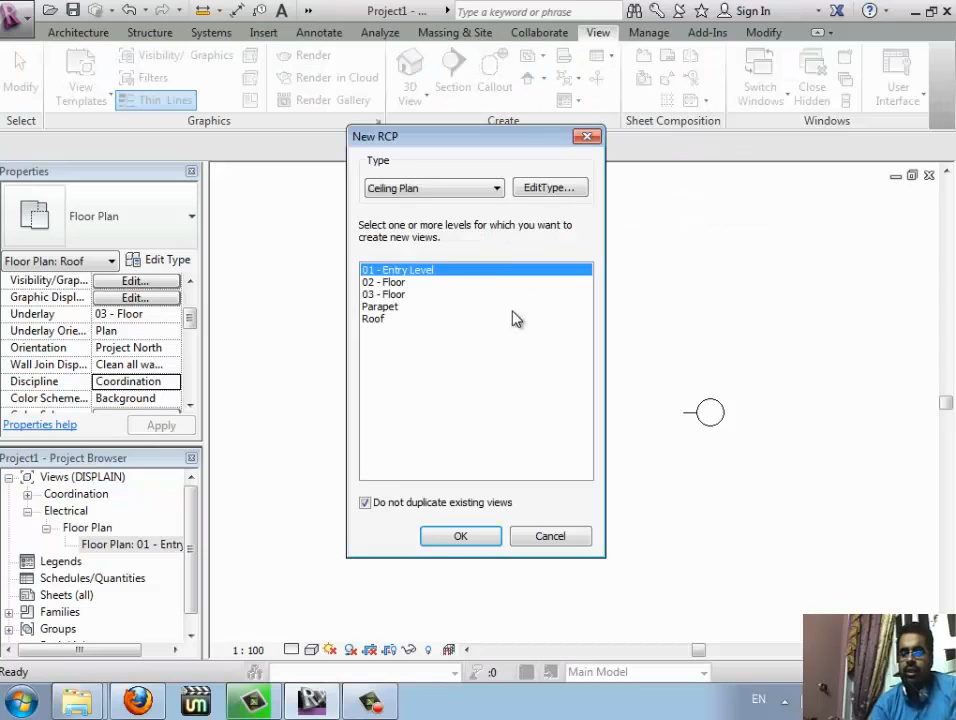 Project1 - ...
Type a keyword or phrase
Sign In
Architecture Structure Systems Insert Annotate Analyze Massing & Site Collaborate View Manage Add-Ins Modify
Modify
View Templates
Visibility/ Graphics
Filters
Thin Lines
Render
Render in Cloud
Render Gallery
3D View
Section
Callout
Switch Windows
Close Hidden
User Interface
Select
Graphics
Create
Sheet Composition
Windows
Properties
Floor Plan
Floor Plan: Roof
Edit Type
Visibility/Grap... Edit...
Graphic Displ... Edit...
Underlay 03 - Floor
Underlay Orie... Plan
Orientation Project North
Wall Join Disp... Clean all wa...
Discipline Coordination
Color Scheme... Background
Color Scheme... Edit...
Properties help
Apply
Project1 - Project Browser
Views (DISPLAIN)
Coordination
Electrical
Floor Plan
Floor Plan: 01 - Entry
Legends
Schedules/Quantities
Sheets (all)
Families
Groups
New RCP
Type
Ceiling Plan
EditType...
Select one or more levels for which you want to
create new views.
01 - Entry Level
02 - Floor
03 - Floor
Parapet
Roof
Do not duplicate existing views
OK
Cancel
1 : 100
Ready
:0
Main Model
EN